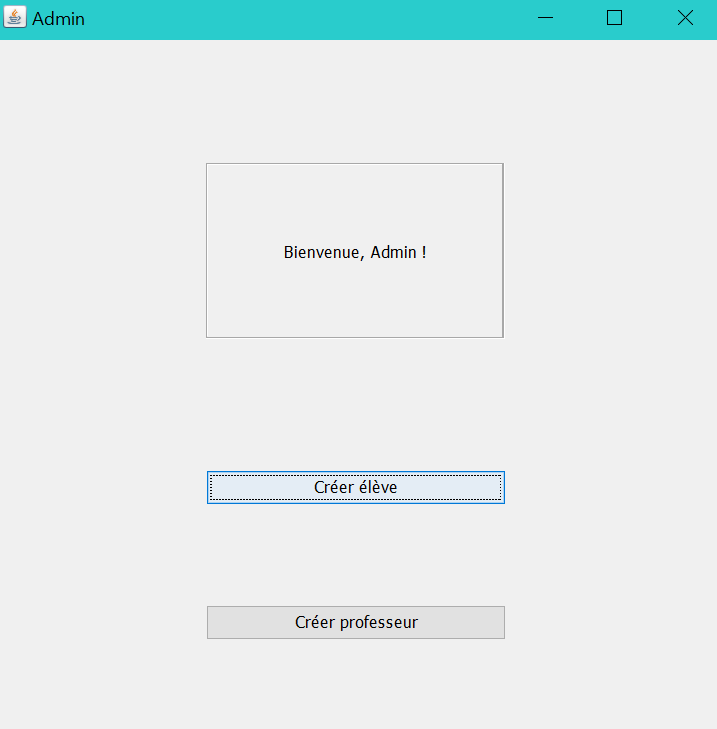 Admin
Bienvenue, Admin !
Créer élève
Créer professeur